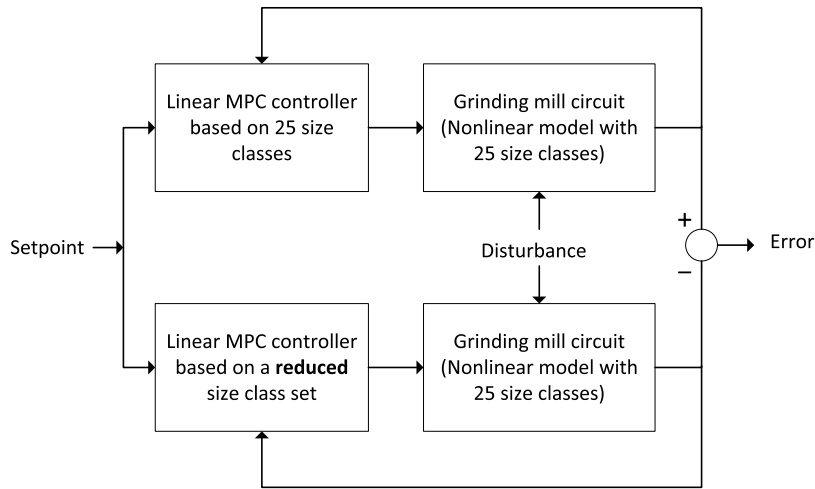 Linear MPC controller
based on 25 size
classes
Grinding mill circuit
(Nonlinear model with
25 size classes)
Setpoint
Disturbance
+
−
Error
Linear MPC controller
based on a reduced
size class set
Grinding mill circuit
(Nonlinear model with
25 size classes)